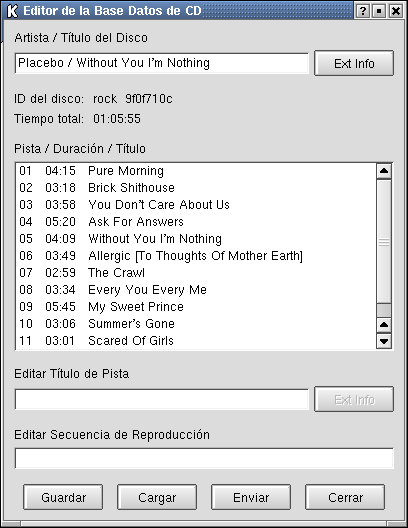 Editor de la Base Datos de CD
Artista / Título del Disco
Placebo / Without You I'm Nothing Ext Info
ID del disco: rock 9f0f710c
Tiempo total: 01:05:55
Pista / Duración / Título
01 04:15 Pure Morning
02 03:18 Brick Shithouse
03 03:58 You Don't Care About Us
04 05:20 Ask For Answers
05 04:09 Without You I'm Nothing
06 03:49 Allergic [To Thoughts Of Mother Earth]
07 02:59 The Crawl
08 03:34 Every You Every Me
09 05:45 My Sweet Prince
10 03:06 Summer's Gone
11 03:01 Scared Of Girls
Editar Título de Pista
Ext Info
Editar Secuencia de Reproducción
Guardar Cargar Enviar Cerrar